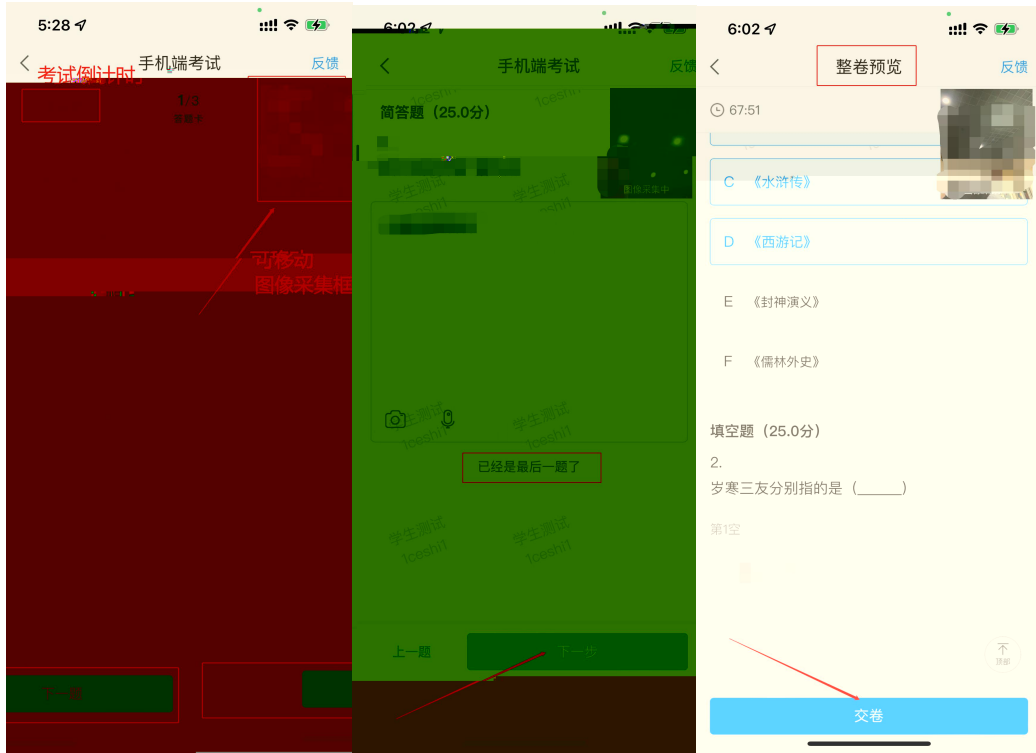 5:28
手机端考试
反馈
考试倒计时
1/3
可移动
图像采集框
下一题
6:02
手机端考试
反馈
简答题（25.0分）
1ceshi1
1ceshi1
图像采集中
学生测试
学生测试
1ceshi1
学生测试
1ceshi1
学生测试
1ceshi1
已经是最后一题了
学生测试
1ceshi1
学生测试
1ceshi1
上一题
下一步
6:02
整卷预览
反馈
67:51
C 《水浒传》
D 《西游记》
E 《封神演义》
F 《儒林外史》
填空题（25.0分）
2.
岁寒三友分别指的是（______）
第1空
顶部
交卷